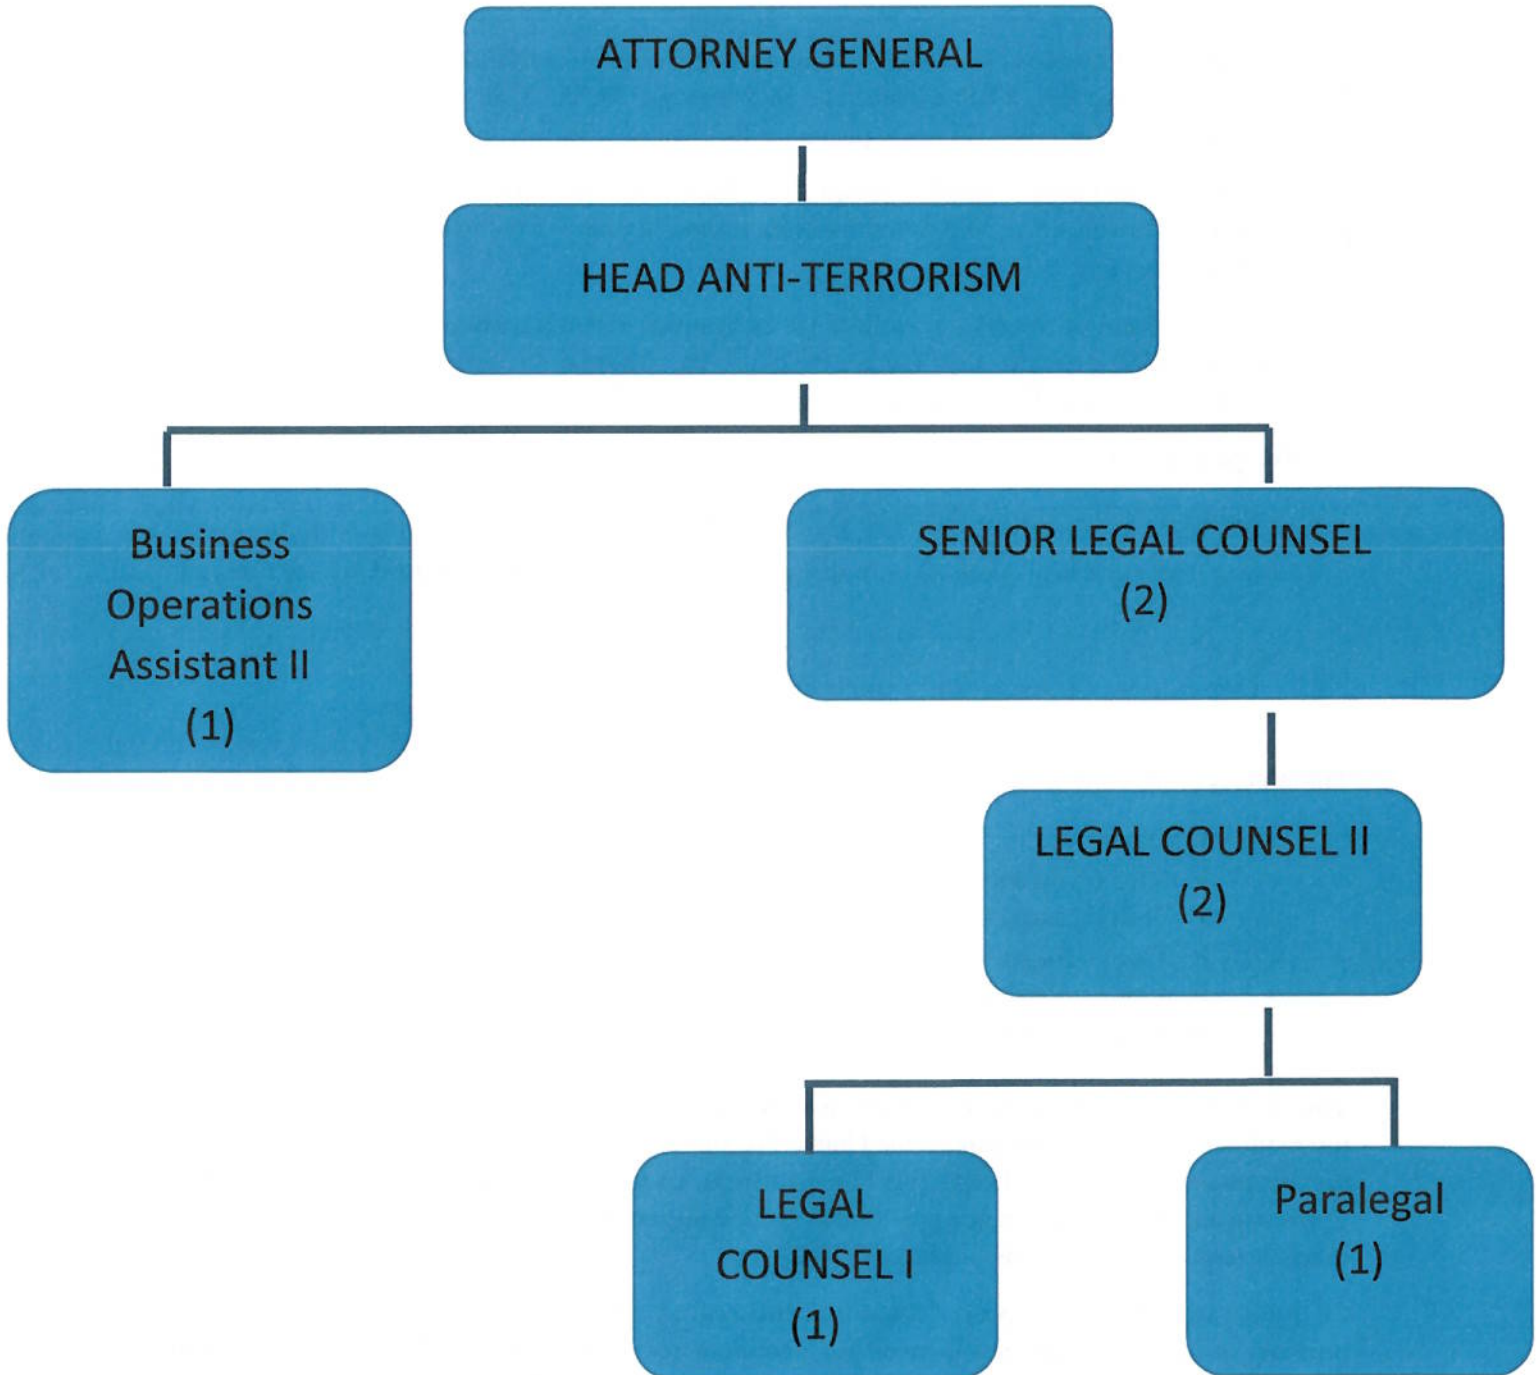 ATTORNEY GENERAL
HEAD ANTI-TERRORISM
Business
Operations
Assistant II
(1)
SENIOR LEGAL COUNSEL
(2)
LEGAL COUNSEL II
(2)
LEGAL
COUNSEL I
(1)
Paralegal
(1)